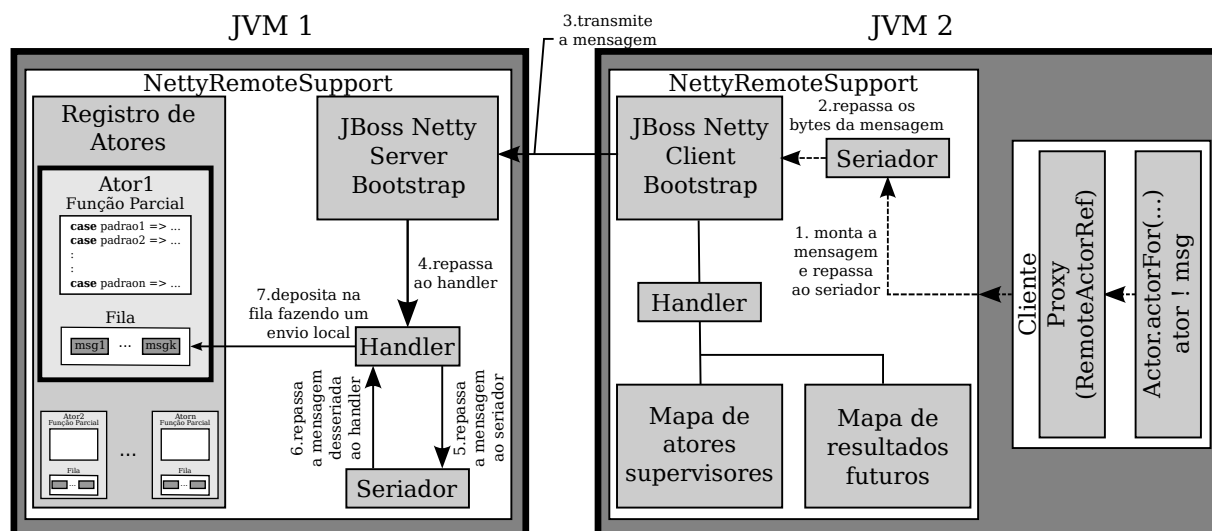 JVM 1
NettyRemoteSupport
Registro de
Atores
Ator1
Função Parcial
case padrao1 => ...
case padrao2 => ...
:
:
case padraon => ...
Fila
msg1 ... msgk
Ator2
Função Parcial
Fila
...
...
Atorn
Função Parcial
Fila
...
JBoss Netty
Server
Bootstrap
4.repassa
ao handler
7.deposita na
fila fazendo um
envio local
Handler
6.repassa
a mensagem
desseriada
ao handler
5.repassa
a mensagem
ao seriador
Seriador
3.transmite
a mensagem
JVM 2
NettyRemoteSupport
JBoss Netty
Client
Bootstrap
2.repassa os
bytes da mensagem
Seriador
1. monta a
mensagem
e repassa
ao seriador
Handler
Mapa de
atores
supervisores
Mapa de
resultados
futuros
Cliente
Proxy
(RemoteActorRef)
Actor.actorFor(...)
ator ! msg